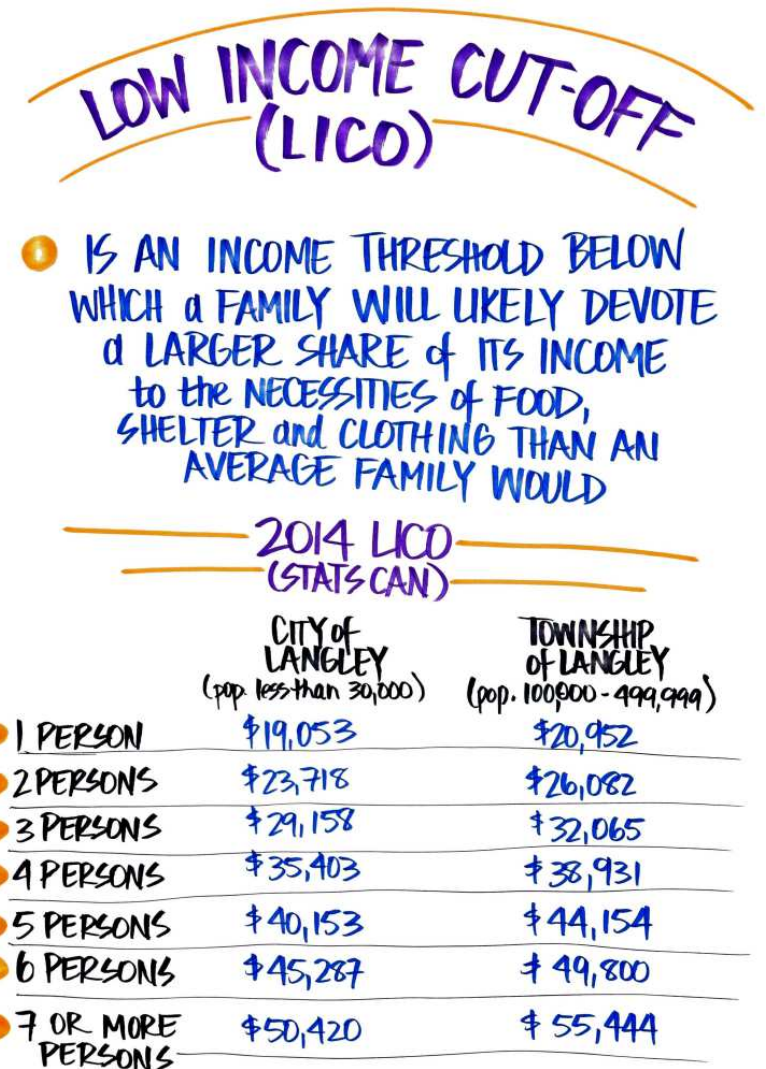 LOW INCOME CUT-OFF
(LICO)
IS AN INCOME THRESHOLD BELOW
WHICH a FAMILY WILL LIKELY DEVOTE
a LARGER SHARE of ITS INCOME
to the NECESSITIES of FOOD,
SHELTER and CLOTHING THAN AN
AVERAGE FAMILY WOULD
2014 LICO
(STATS CAN)
CITY of LANGLEY (pop. less than 30,000) TOWNSHIP of LANGLEY (pop. 100,000 - 499,999)
1 PERSON $19,053 $20,952
2 PERSONS $23,718 $26,082
3 PERSONS $29,158 $32,065
4 PERSONS $35,403 $38,931
5 PERSONS $40,153 $44,154
6 PERSONS $45,287 $49,800
7 OR MORE PERSONS $50,420 $55,444